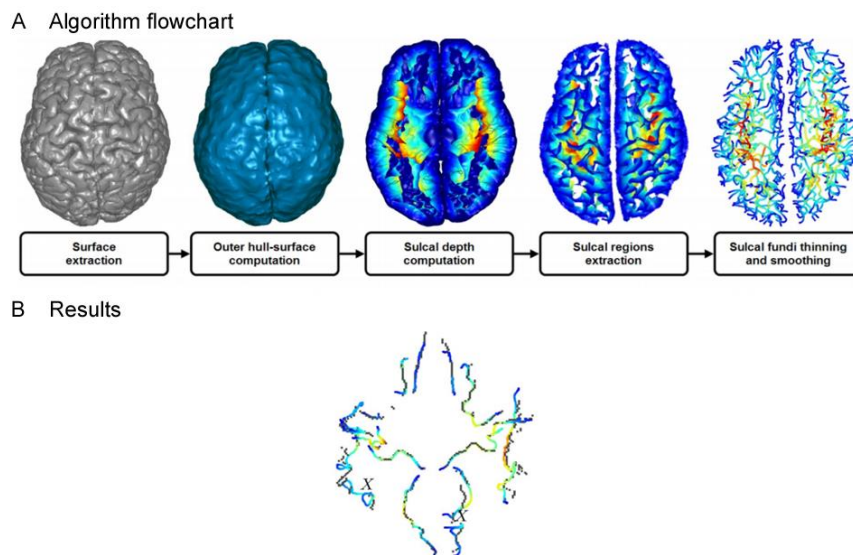 A Algorithm flowchart
Surface
extraction
Outer hull-surface
computation
Sulcal depth
computation
Sulcal regions
extraction
Sulcal fundi thinning
and smoothing
B Results
X
X